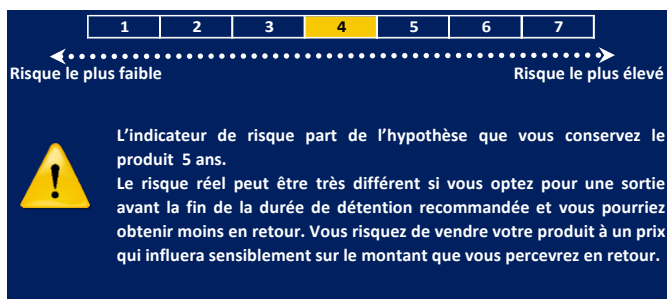 1 2 3 4 5 6 7
Risque le plus faible Risque le plus élevé
L'indicateur de risque part de l'hypothèse que vous conservez le
produit 5 ans.
Le risque réel peut être très différent si vous optez pour une sortie
avant la fin de la durée de détention recommandée et vous pourriez
obtenir moins en retour. Vous risquez de vendre votre produit à un prix
qui influera sensiblement sur le montant que vous percevrez en retour.